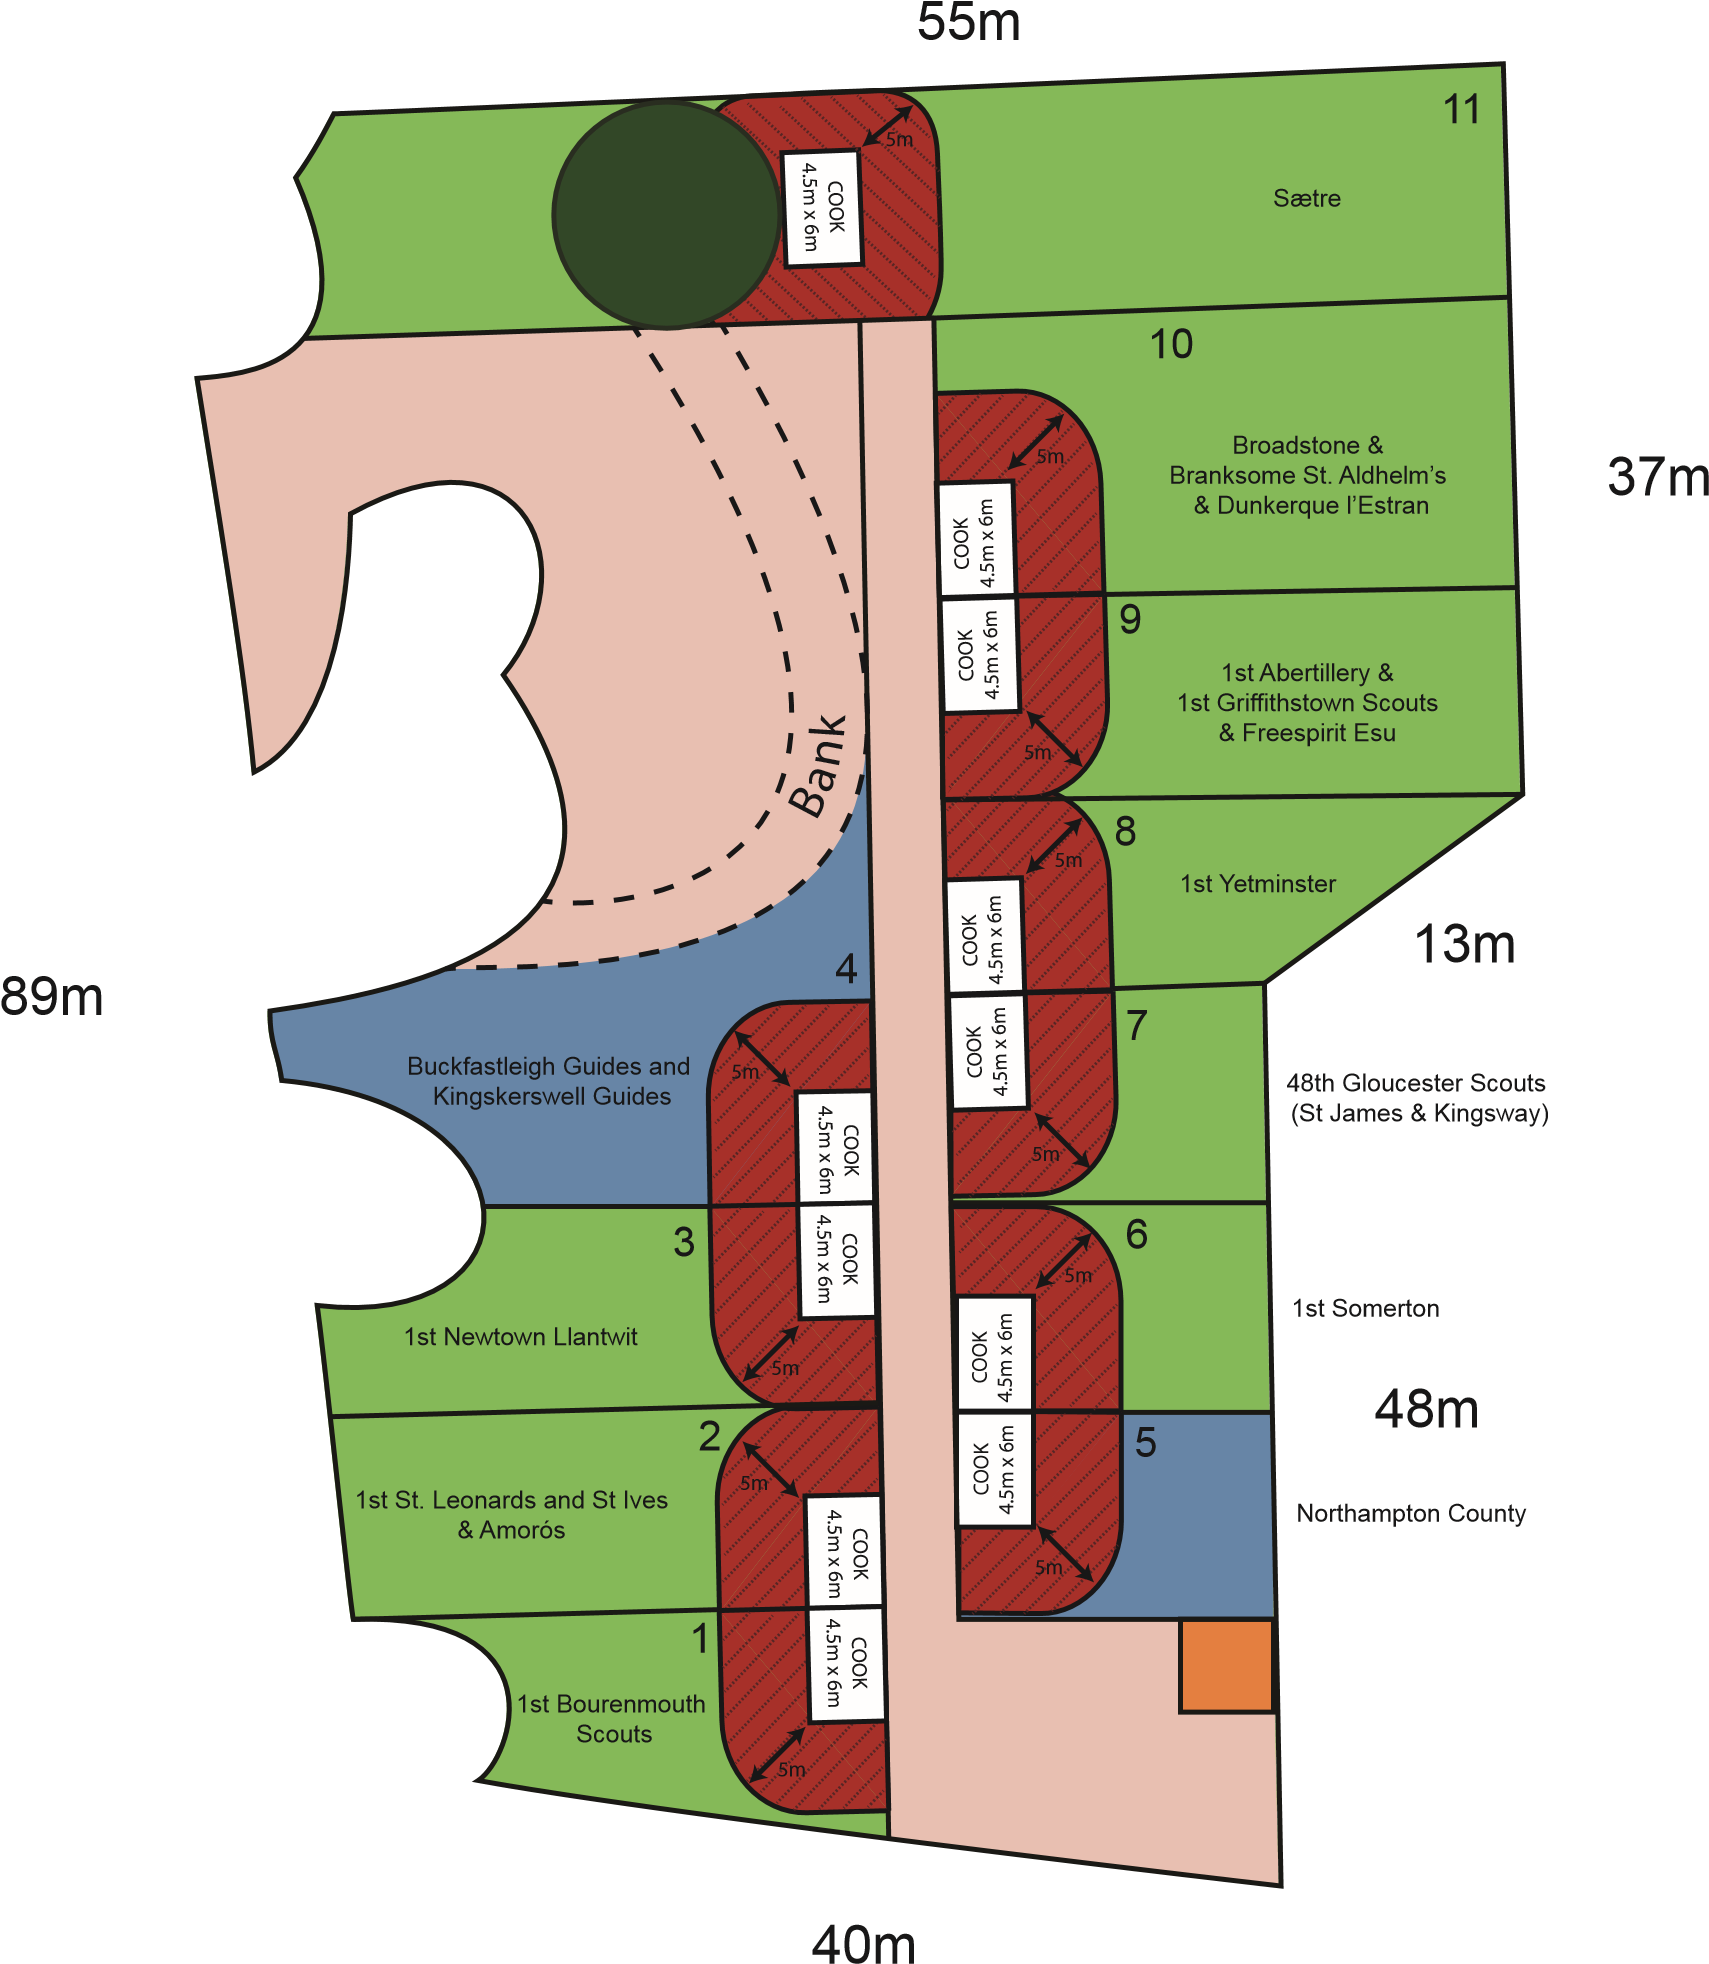 55m
11
5m
COOK
4.5m x 6m
Sætre
10
Broadstone &
Branksome St. Aldhelm's
& Dunkerque l'Estran
37m
5m
COOK
4.5m x 6m
9
COOK
4.5m x 6m
1st Abertillery &
1st Griffithstown Scouts
& Freespirit Esu
5m
Bank
8
5m
1st Yetminster
COOK
4.5m x 6m
13m
4
89m
7
COOK
4.5m x 6m
Buckfastleigh Guides and
Kingskerswell Guides
5m
48th Gloucester Scouts
(St James & Kingsway)
COOK
4.5m x 6m
5m
3
COOK
4.5m x 6m
6
5m
1st Newtown Llantwit
5m
1st Somerton
COOK
4.5m x 6m
48m
2
5
5m
COOK
4.5m x 6m
1st St. Leonards and St Ives
& Amorós
Northampton County
COOK
4.5m x 6m
5m
1
COOK
4.5m x 6m
1st Bourenmouth
Scouts
5m
40m